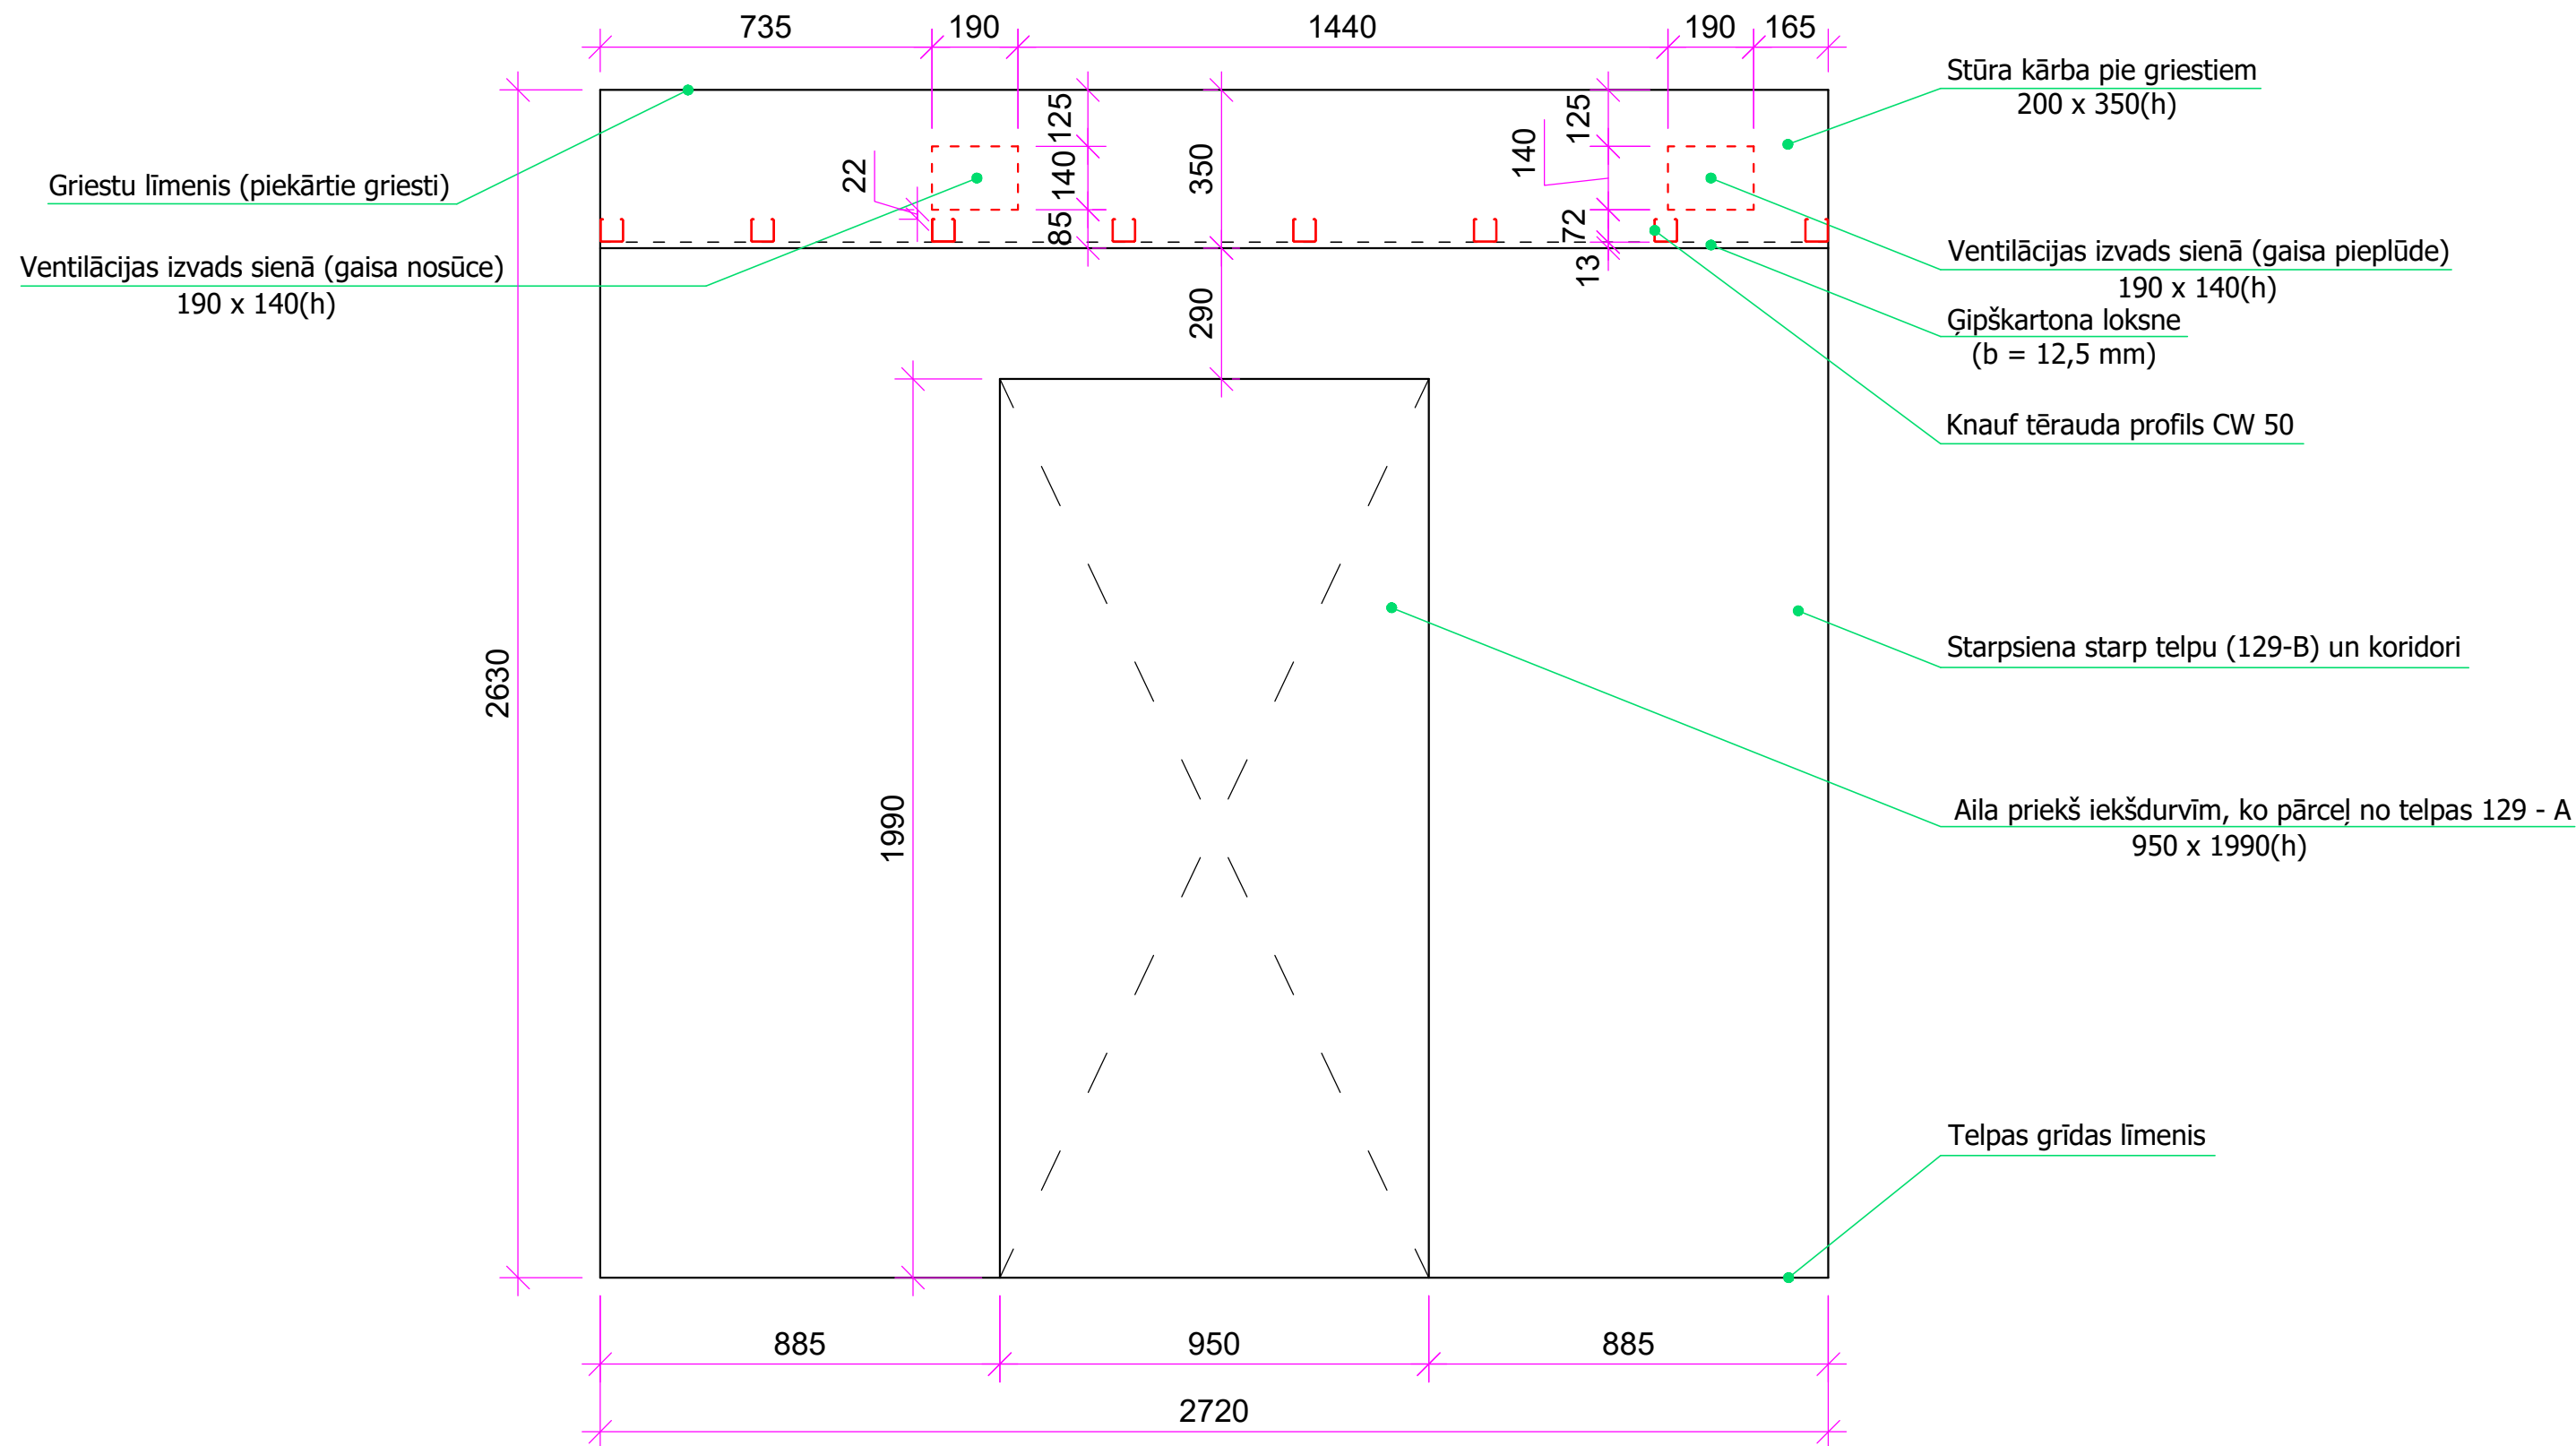 735
190
1440
190
165
Stūra kārba pie griestiem
200 x 350(h)
125
125
22
140
350
140
Griestu līmenis (piekārtie griesti)
85
72
Ventilācijas izvads sienā (gaisa nosūce)
190 x 140(h)
13
Ventilācijas izvads sienā (gaisa pieplūde)
190 x 140(h)
290
Ģipškartona loksne
(b = 12,5 mm)
Knauf tērauda profils CW 50
2630
Starpsiena starp telpu (129-B) un koridori
1990
Aila priekš iekšdurvīm, ko pārceļ no telpas 129 - A
950 x 1990(h)
Telpas grīdas līmenis
885
950
885
2720